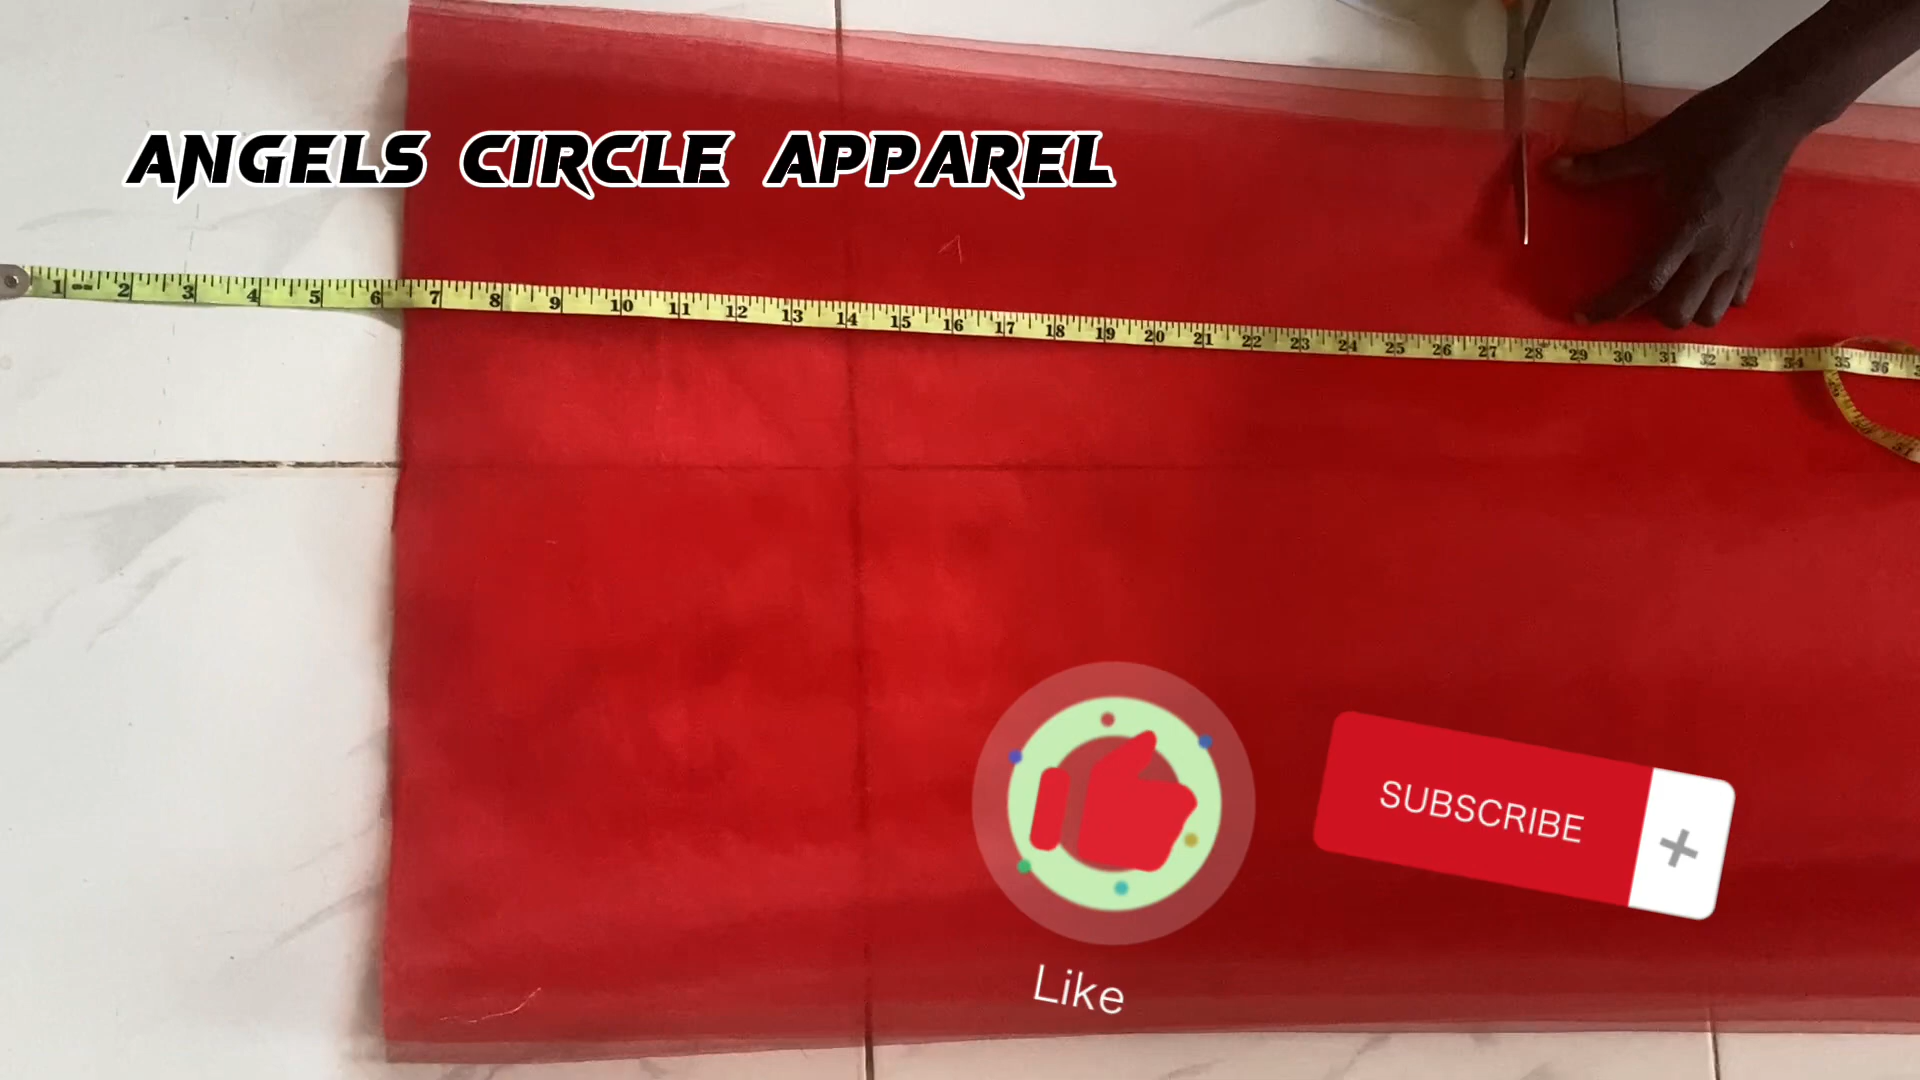 ANGELS CIRCLE APPAREL
1 2 3 4 5 6 7 8 9 10 11 12 13 14 15 16 17 18 19 20 21 22 23 24 25 26 27 28 29 30 31 32 33 34 35 36
SUBSCRIBE +
Like